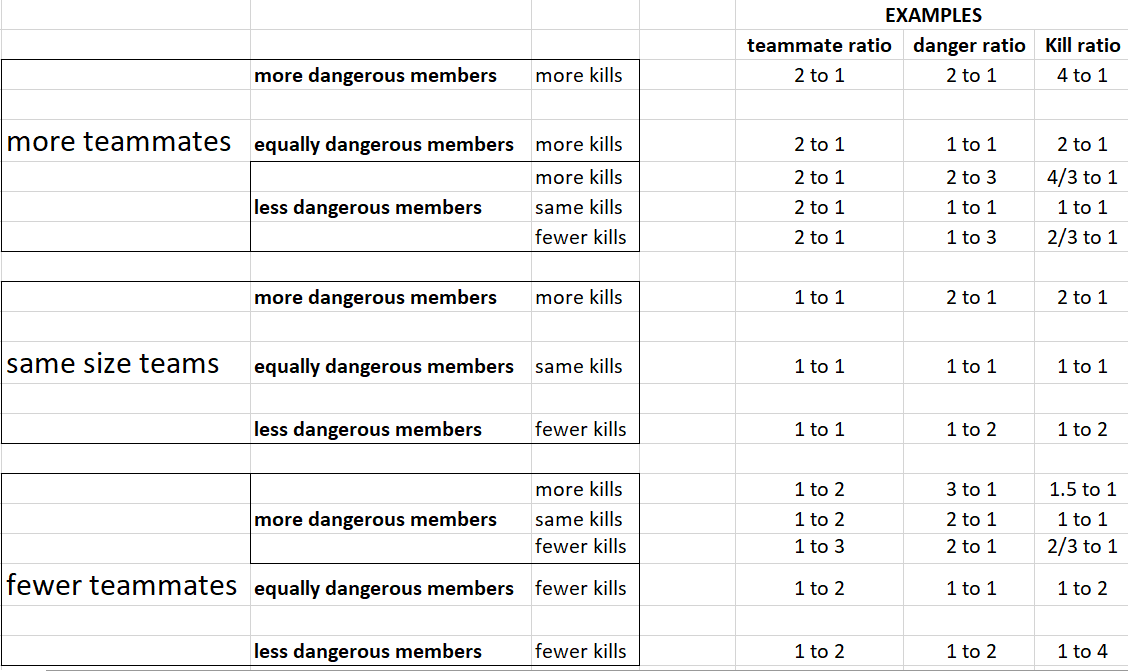 EXAMPLES
teammate ratio danger ratio Kill ratio
more dangerous members more kills 2 to 1 2 to 1 4 to 1
more teammates equally dangerous members more kills 2 to 1 1 to 1 2 to 1
more kills 2 to 1 2 to 3 4/3 to 1
less dangerous members same kills 2 to 1 1 to 1 1 to 1
fewer kills 2 to 1 1 to 3 2/3 to 1
more dangerous members more kills 1 to 1 2 to 1 2 to 1
same size teams equally dangerous members same kills 1 to 1 1 to 1 1 to 1
less dangerous members fewer kills 1 to 1 1 to 2 1 to 2
more kills 1 to 2 3 to 1 1.5 to 1
more dangerous members same kills 1 to 2 2 to 1 1 to 1
fewer kills 1 to 3 2 to 1 2/3 to 1
fewer teammates equally dangerous members fewer kills 1 to 2 1 to 1 1 to 2
less dangerous members fewer kills 1 to 2 1 to 2 1 to 4